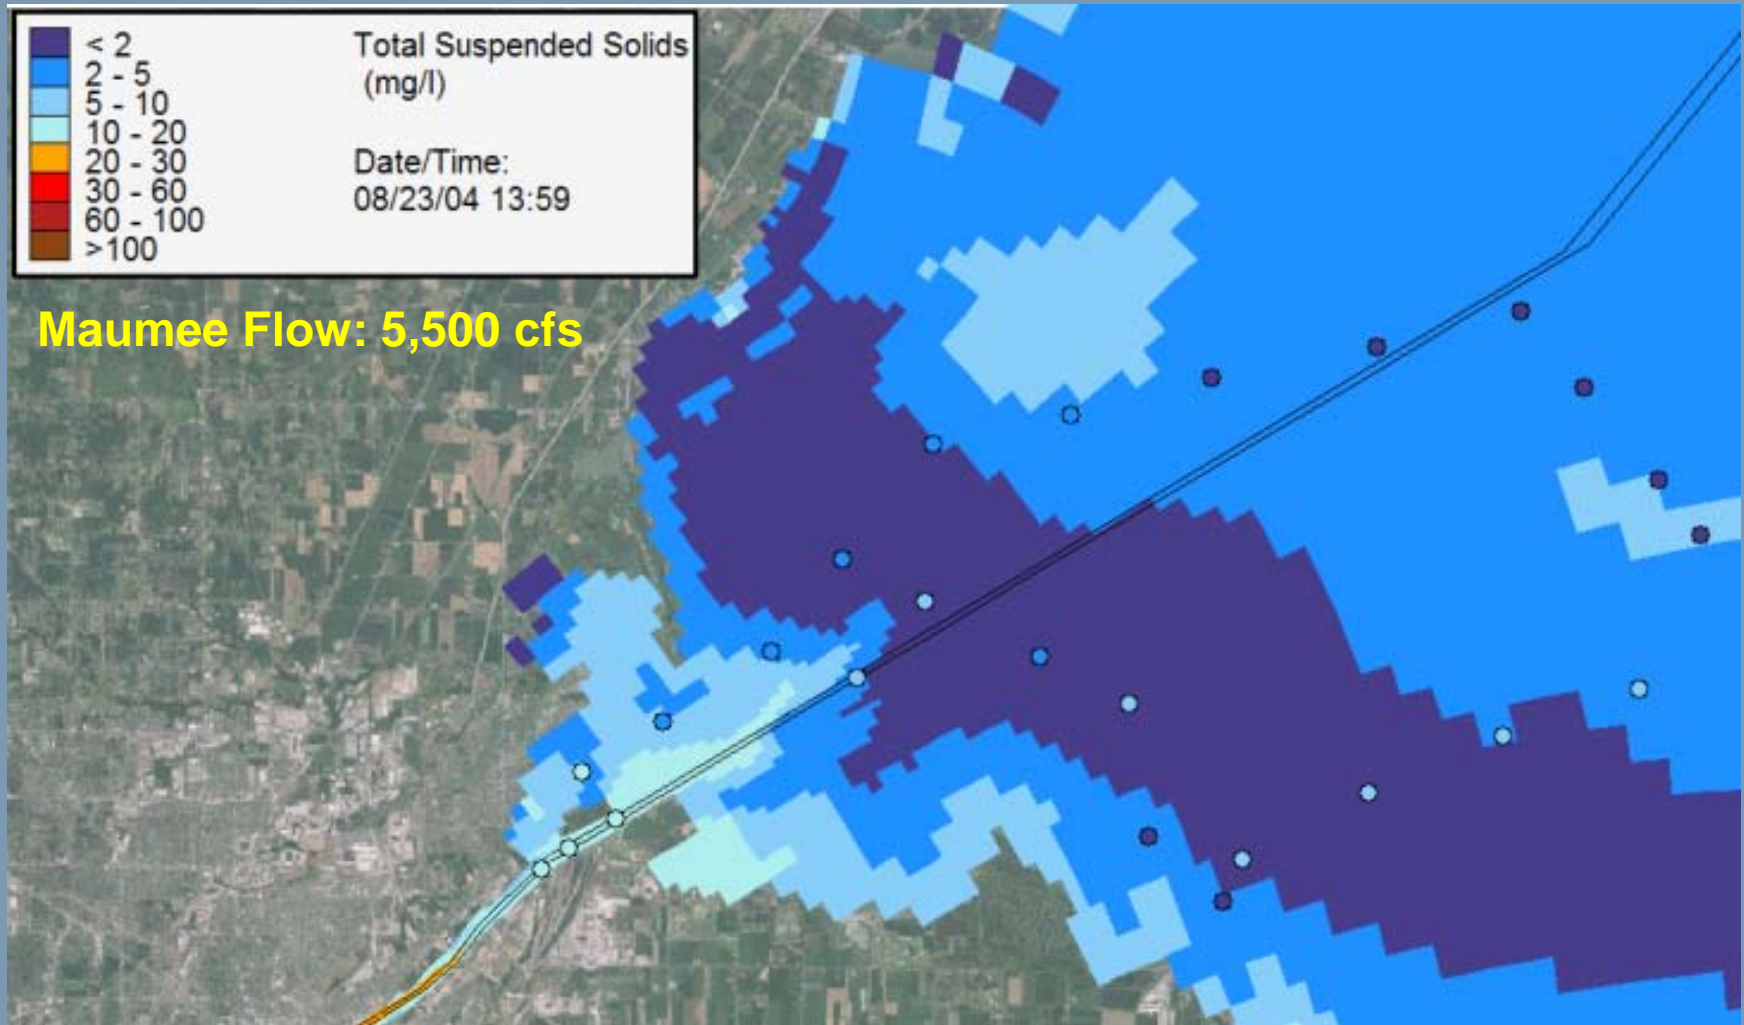 < 2
2 - 5
5 - 10
10 - 20
20 - 30
30 - 60
60 - 100
>100
Total Suspended Solids
(mg/l)
Date/Time:
08/23/04 13:59
Maumee Flow: 5,500 cfs